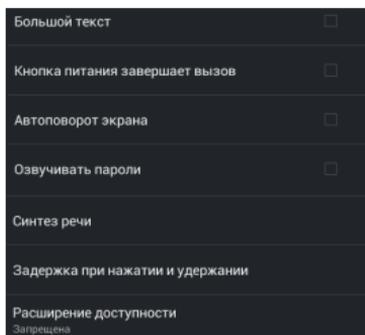 Большой текст
Кнопка питания завершает вызов
Автоповорот экрана
Озвучивать пароли
Синтез речи
Задержка при нажатии и удержании
Расширение доступности
Запрещена